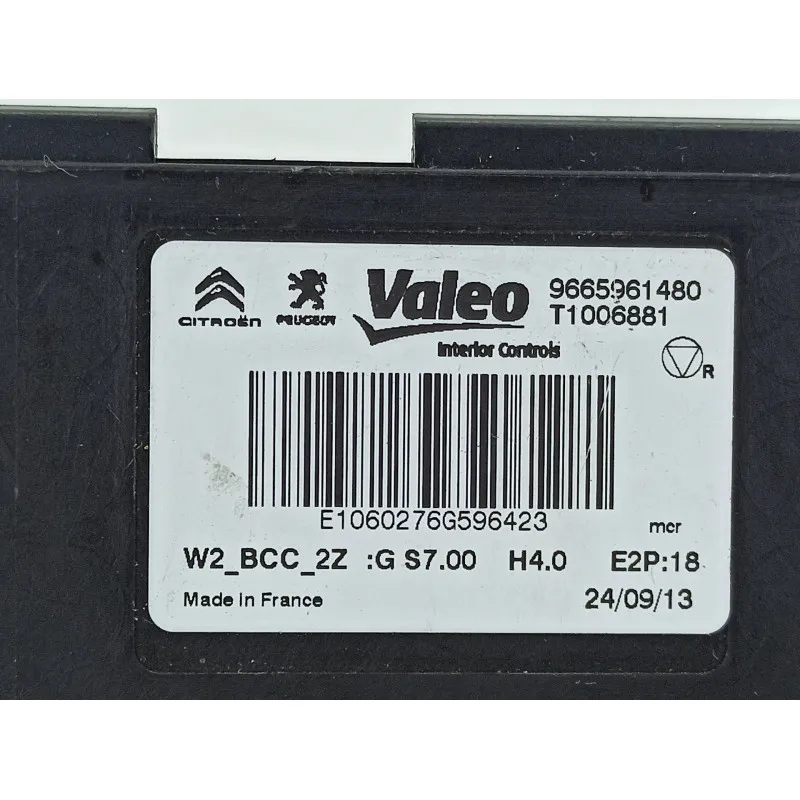 CITROËN PEUGEOT Valeo 9665961480
T1006881
Interior Controls
R
E1060276G596423
mcr
W2_BCC_2Z :G S7.00 H4.0 E2P:18
Made in France 24/09/13